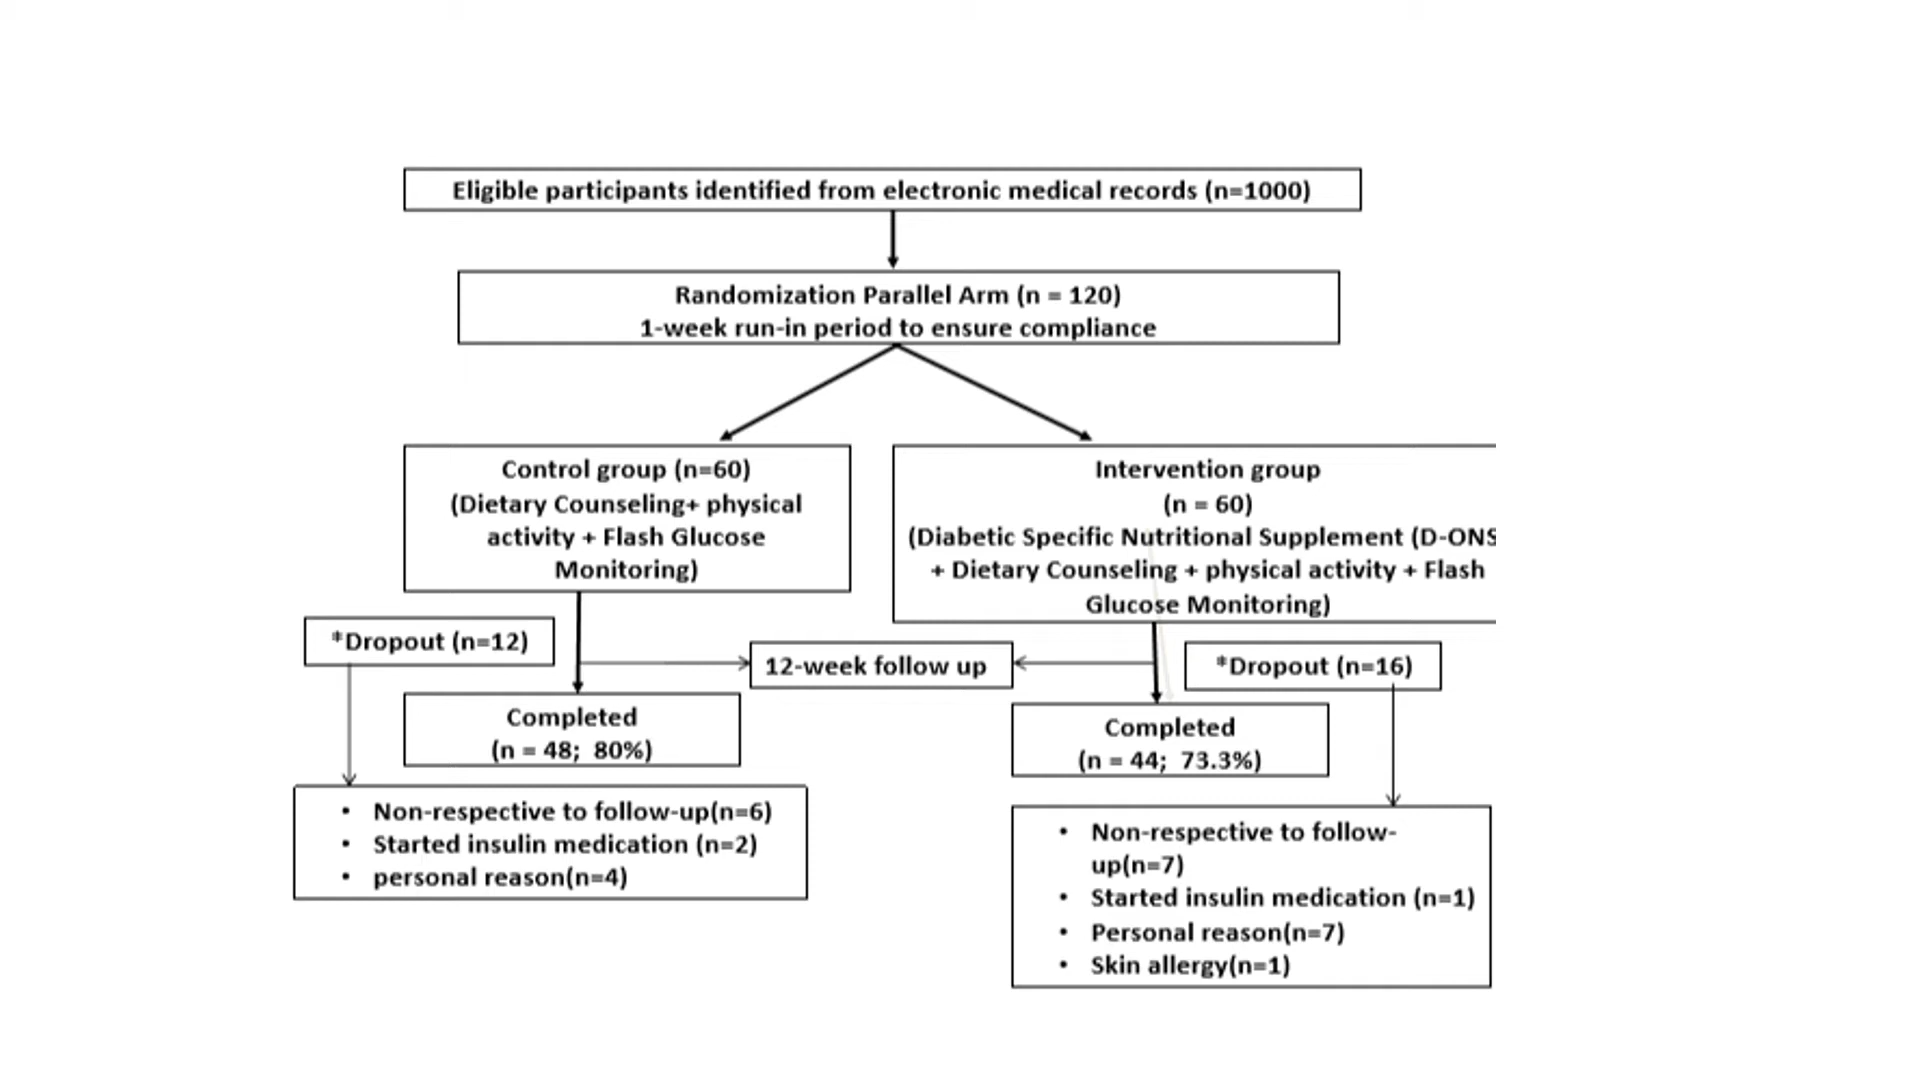 Eligible participants identified from electronic medical records (n=1000)
Randomization Parallel Arm (n = 120)
1-week run-in period to ensure compliance
Control group (n=60)
(Dietary Counseling+ physical
activity + Flash Glucose
Monitoring)
Intervention group
(n = 60)
(Diabetic Specific Nutritional Supplement (D-ONS
+ Dietary Counseling + physical activity + Flash
Glucose Monitoring)
*Dropout (n=12)
12-week follow up
*Dropout (n=16)
Completed
(n = 48;  80%)
Completed
(n = 44;  73.3%)
• Non-respective to follow-up(n=6)
• Started insulin medication (n=2)
• personal reason(n=4)
• Non-respective to follow-
up(n=7)
• Started insulin medication (n=1)
• Personal reason(n=7)
• Skin allergy(n=1)